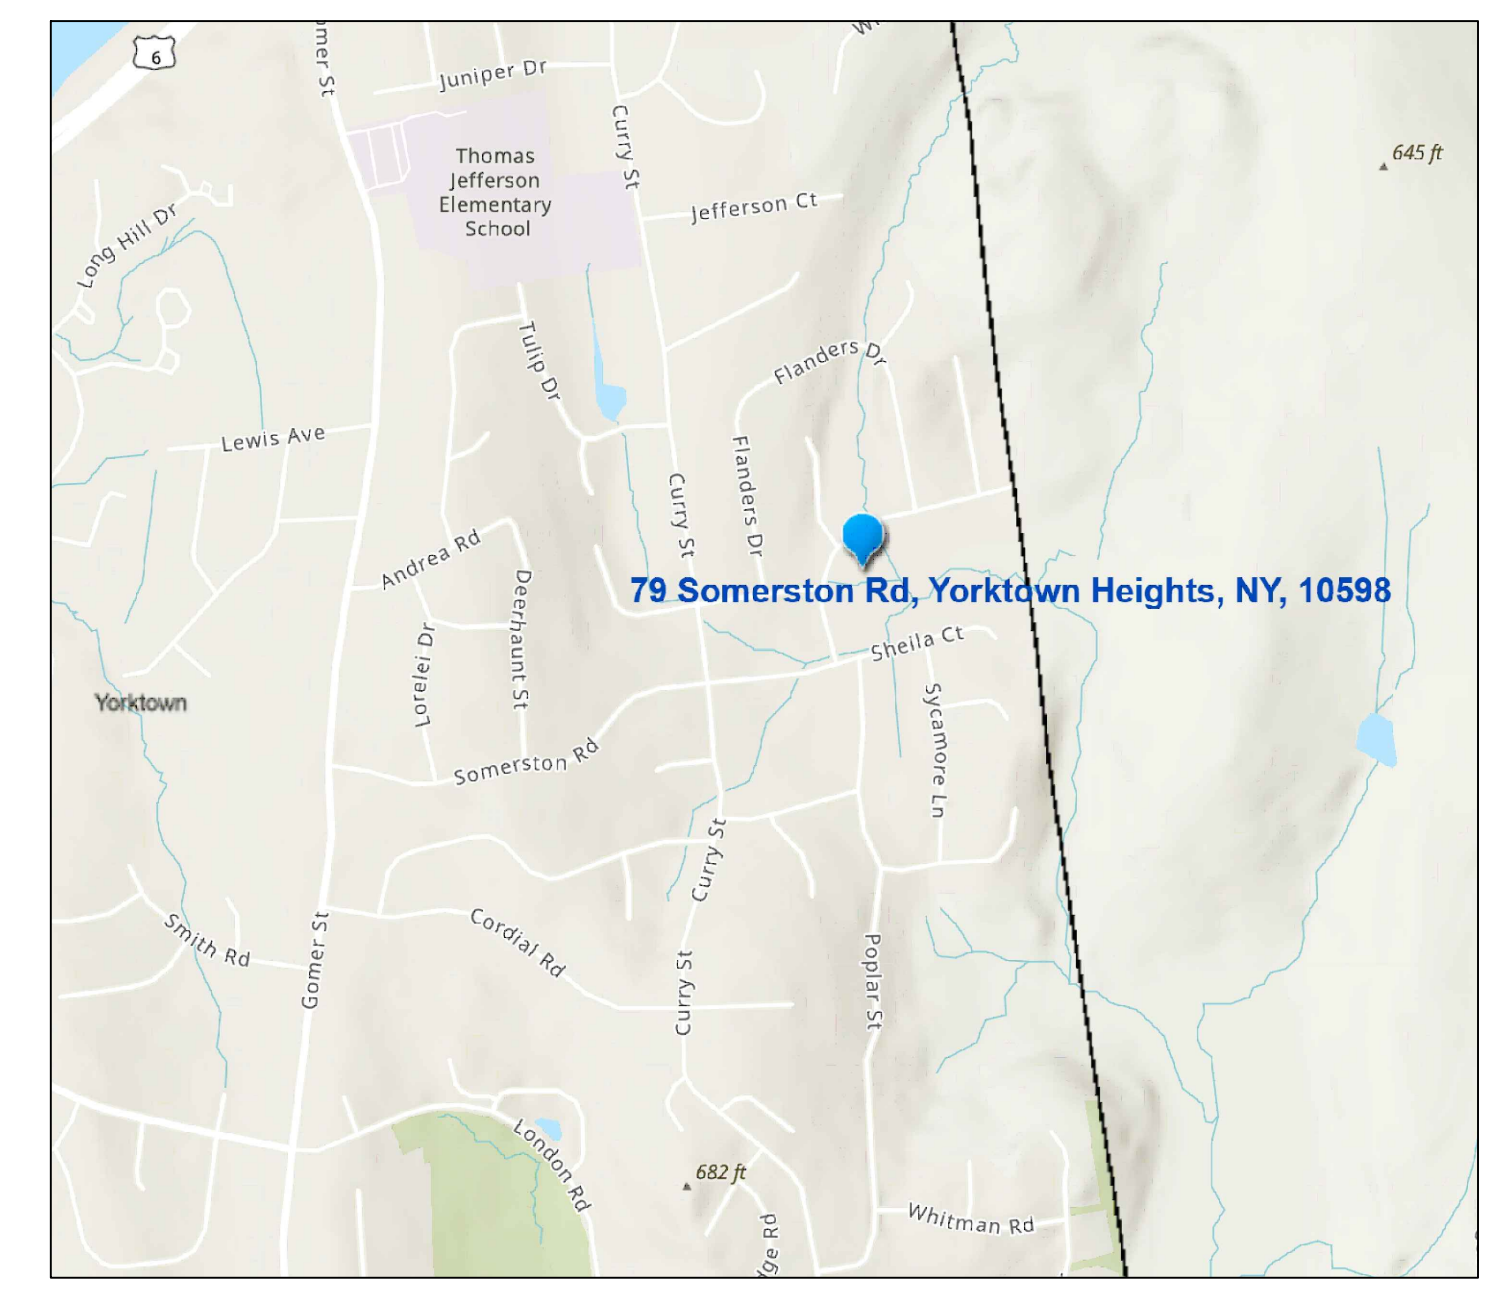 6
Juniper Dr
Curry St
645 ft
Thomas
Jefferson
Elementary
School
Jefferson Ct
Long Hill Dr
Tulip Dr
Flanders Dr
Lewis Ave
Flanders Dr
Curry St
Andrea Rd
Deerhaunt St
79 Somerston Rd, Yorktown Heights, NY, 10598
Sheila Ct
Lorelei Dr
Yorktown
Sycamore Ln
Somerston Rd
Curry St
Smith Rd
Gomer St
Cordial Rd
Curry St
Poplar St
London Rd
682 ft
Whitman Rd